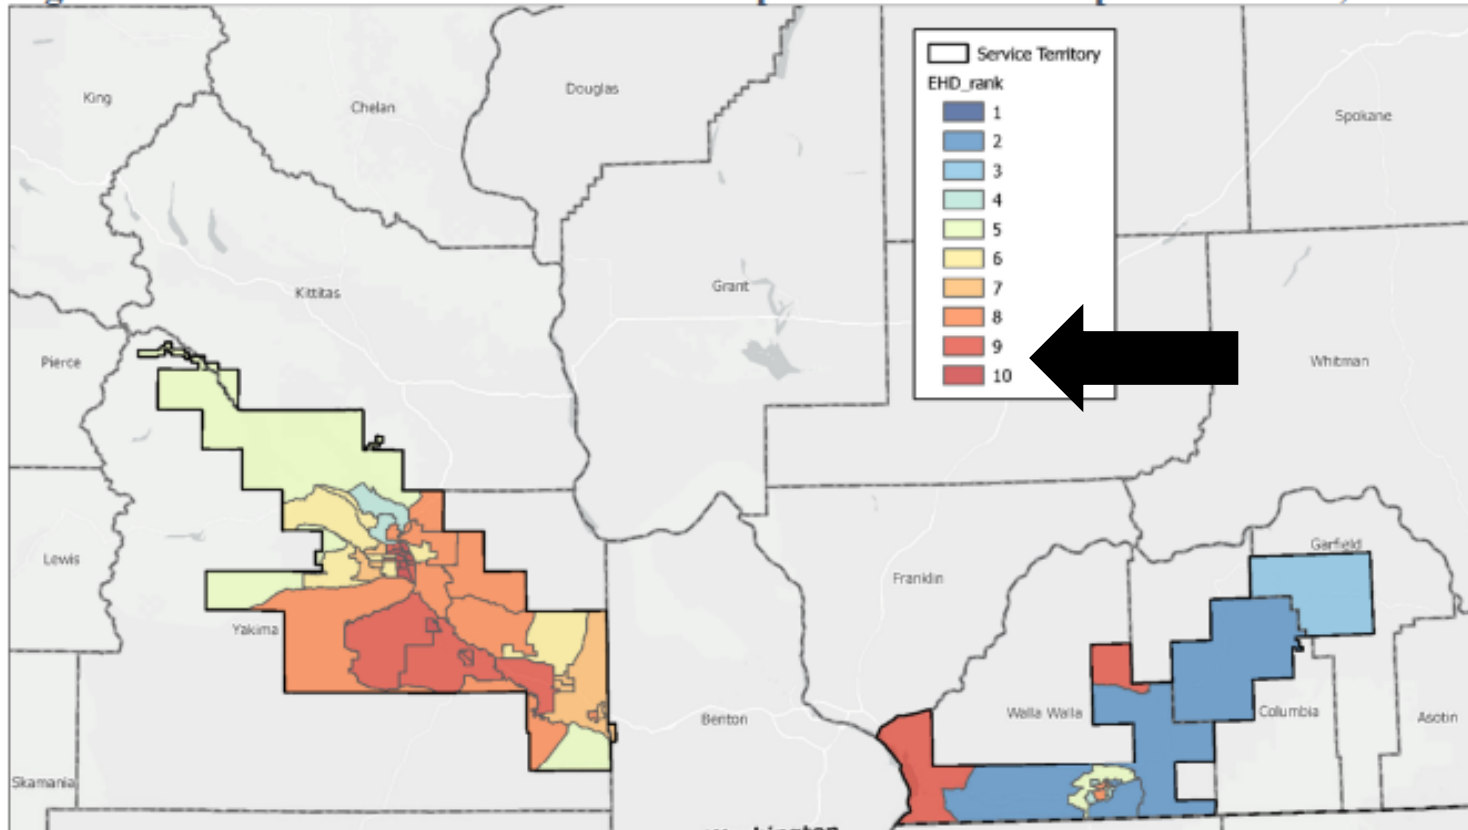 King
Chelan
Douglas
Service Territory
EHD_rank
1
2
3
4
5
6
7
8
9
10
Spokane
Kittitas
Grant
Pierce
Whitman
Lewis
Yakima
Franklin
Garfield
Benton
Walla Walla
Columbia
Asotin
Skamania